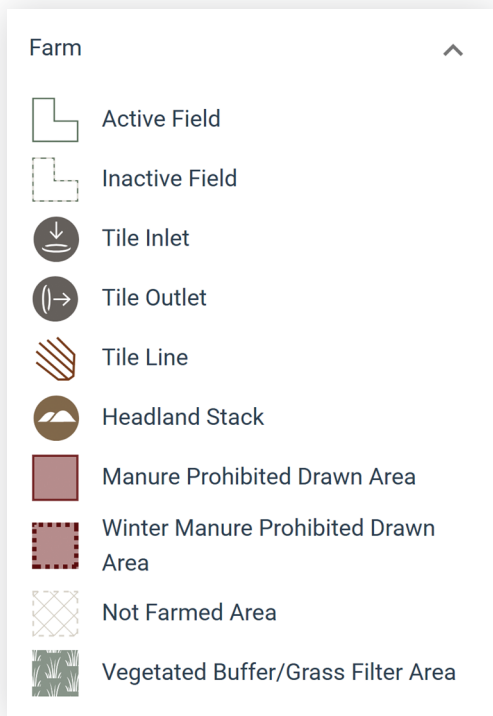 Farm
Active Field
Inactive Field
Tile Inlet
Tile Outlet
Tile Line
Headland Stack
Manure Prohibited Drawn Area
Winter Manure Prohibited Drawn
Area
Not Farmed Area
Vegetated Buffer/Grass Filter Area